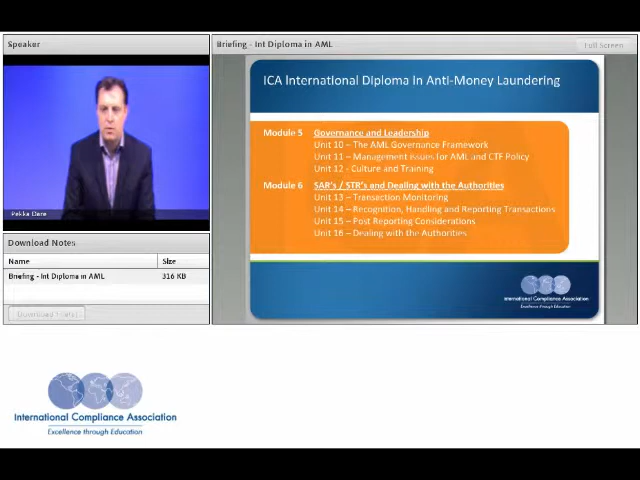 Speaker
Pekka Dare
Download Notes
Name Size
Briefing - Int Diploma in AML 316 KB
Download File(s)
Briefing - Int Diploma in AML
Full Screen
ICA International Diploma in Anti-Money Laundering
Module 5 Governance and Leadership
Unit 10 – The AML Governance Framework
Unit 11 – Management Issues for AML and CTF Policy
Unit 12 - Culture and Training
Module 6 SAR's / STR's and Dealing with the Authorities
Unit 13 – Transaction Monitoring
Unit 14 – Recognition, Handling and Reporting Transactions
Unit 15 – Post Reporting Considerations
Unit 16 – Dealing with the Authorities
International Compliance Association
Excellence through Education
International Compliance Association
Excellence through Education